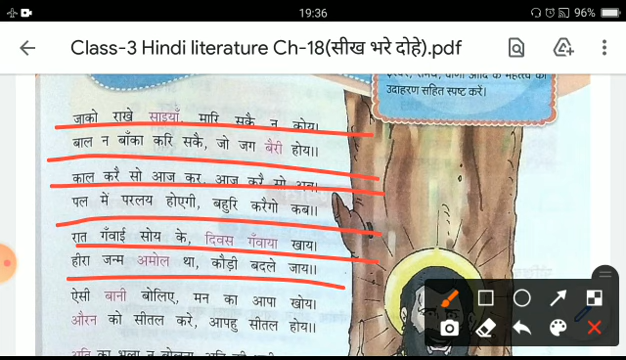 19:36
96%
Class-3 Hindi literature Ch-18(सीख भरे दोहे).pdf
उदाहरण सहित स्पष्ट करें।
जाको राखे साइयाँ, मारि सकै न कोय।
बाल न बाँका करि सकै, जो जग बैरी होय।।
काल करै सो आज कर, आज करै सो अब।
पल में परलय होएगी, बहुरि करैगो कब।।
रात गँवाई सोय के, दिवस गँवाया खाय।
हीरा जन्म अमोल था, कौड़ी बदले जाय।।
ऐसी बानी बोलिए, मन का आपा खोय।
औरन को सीतल करे, आपहु सीतल होय।।